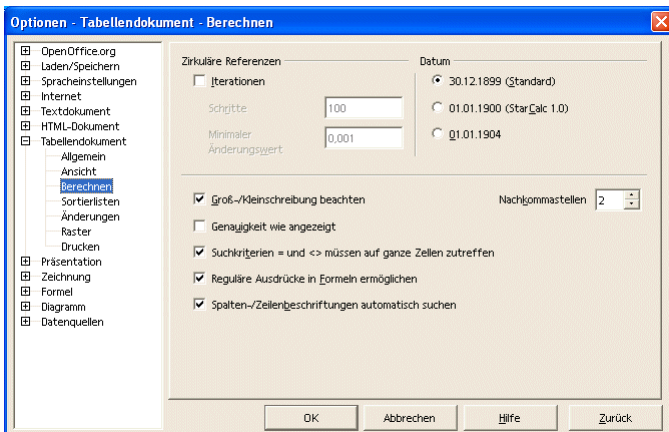 Optionen - Tabellendokument - Berechnen
OpenOffice.org
Laden/Speichern
Spracheinstellungen
Internet
Textdokument
HTML-Dokument
Tabellendokument
Allgemein
Ansicht
Berechnen
Sortierlisten
Änderungen
Raster
Drucken
Präsentation
Zeichnung
Formel
Diagramm
Datenquellen
Zirkuläre Referenzen
Iterationen
Schritte
100
Minimaler
Änderungswert
0,001
Datum
30.12.1899 (Standard)
01.01.1900 (StarCalc 1.0)
01.01.1904
Groß-/Kleinschreibung beachten
Nachkommastellen
2
Genauigkeit wie angezeigt
Suchkriterien = und <> müssen auf ganze Zellen zutreffen
Reguläre Ausdrücke in Formeln ermöglichen
Spalten-/Zeilenbeschriftungen automatisch suchen
OK
Abbrechen
Hilfe
Zurück